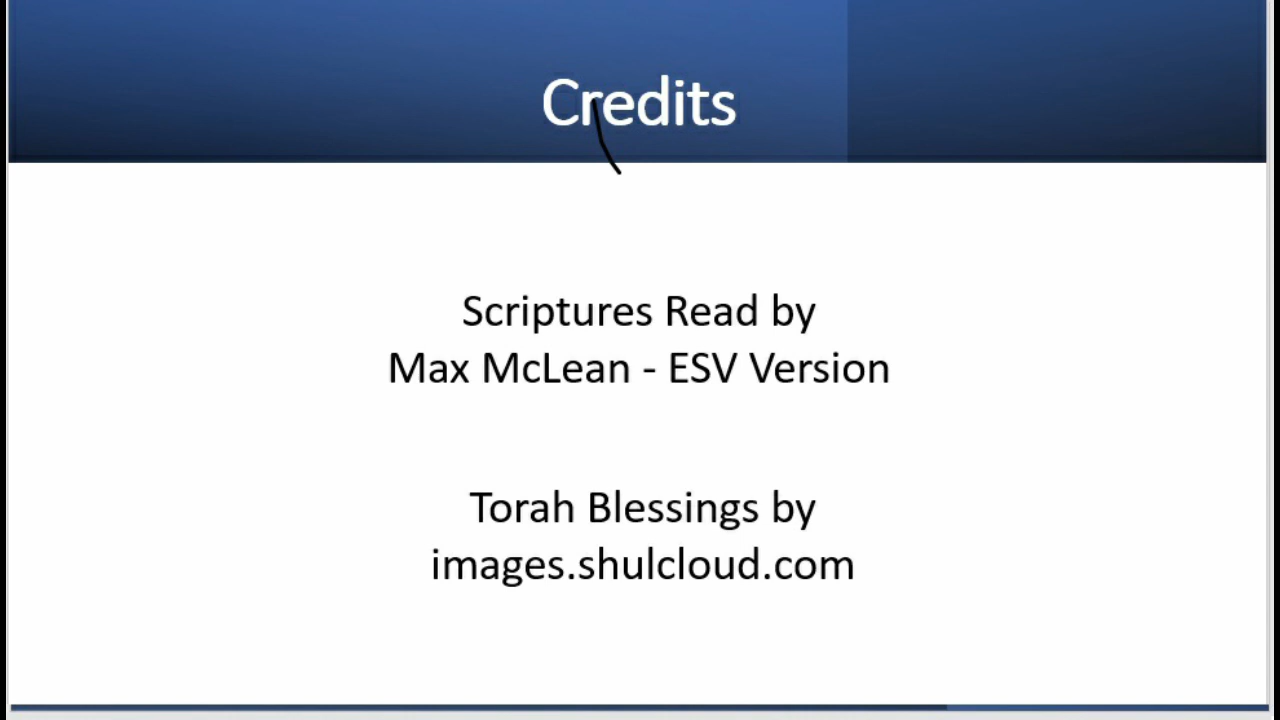 Credits
Scriptures Read by
Max McLean - ESV Version
Torah Blessings by
images.shulcloud.com